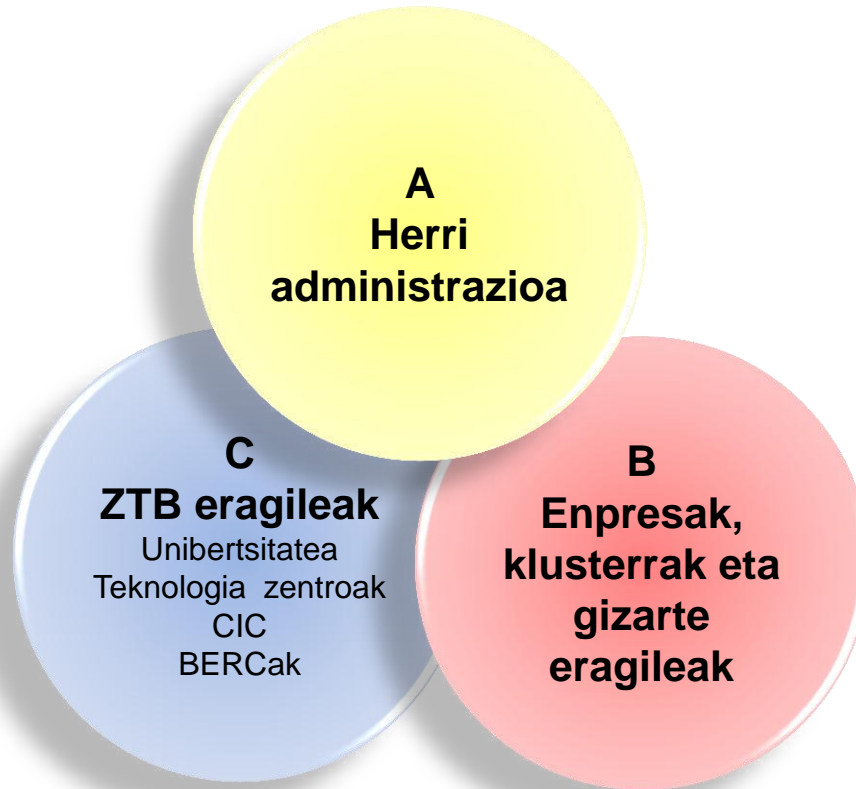 A
Herri
administrazioa
C
ZTB eragileak
Unibertsitatea
Teknologia zentroak
CIC
BERCak
B
Enpresak,
klusterrak eta
gizarte
eragileak